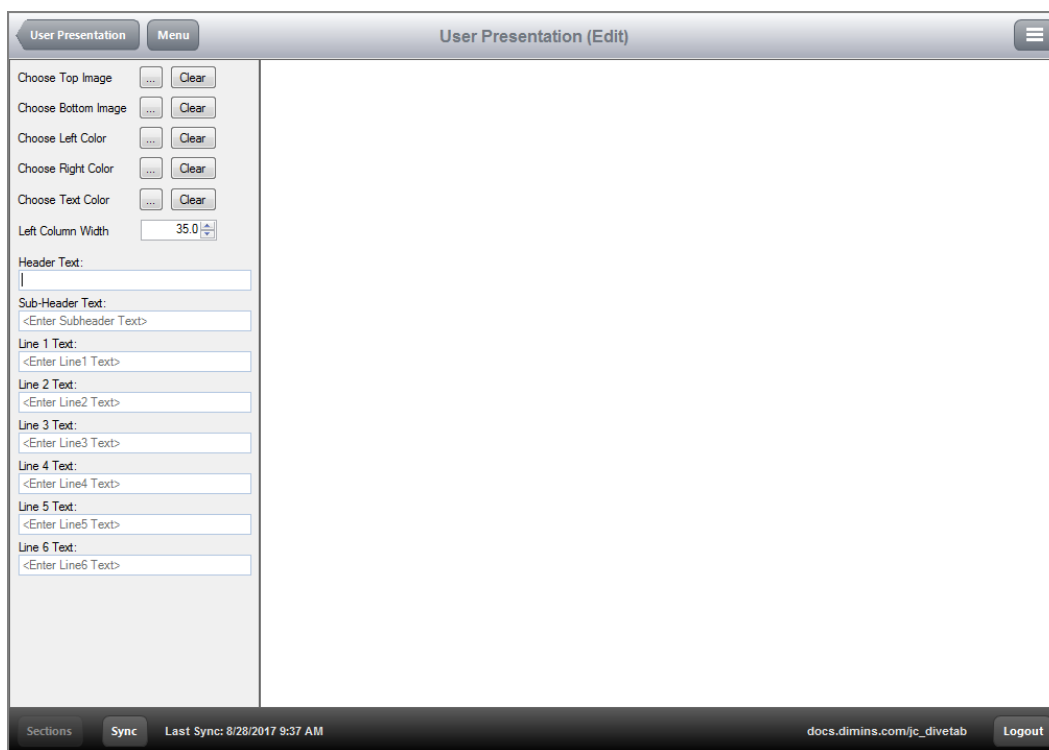 User Presentation Menu User Presentation (Edit)
Choose Top Image ... Clear
Choose Bottom Image ... Clear
Choose Left Color ... Clear
Choose Right Color ... Clear
Choose Text Color ... Clear
Left Column Width 35.0
Header Text:
Sub-Header Text:
<Enter Subheader Text>
Line 1 Text:
<Enter Line1 Text>
Line 2 Text:
<Enter Line2 Text>
Line 3 Text:
<Enter Line3 Text>
Line 4 Text:
<Enter Line4 Text>
Line 5 Text:
<Enter Line5 Text>
Line 6 Text:
<Enter Line6 Text>
Sections Sync Last Sync: 8/28/2017 9:37 AM docs.dimins.com/jc_divetab Logout